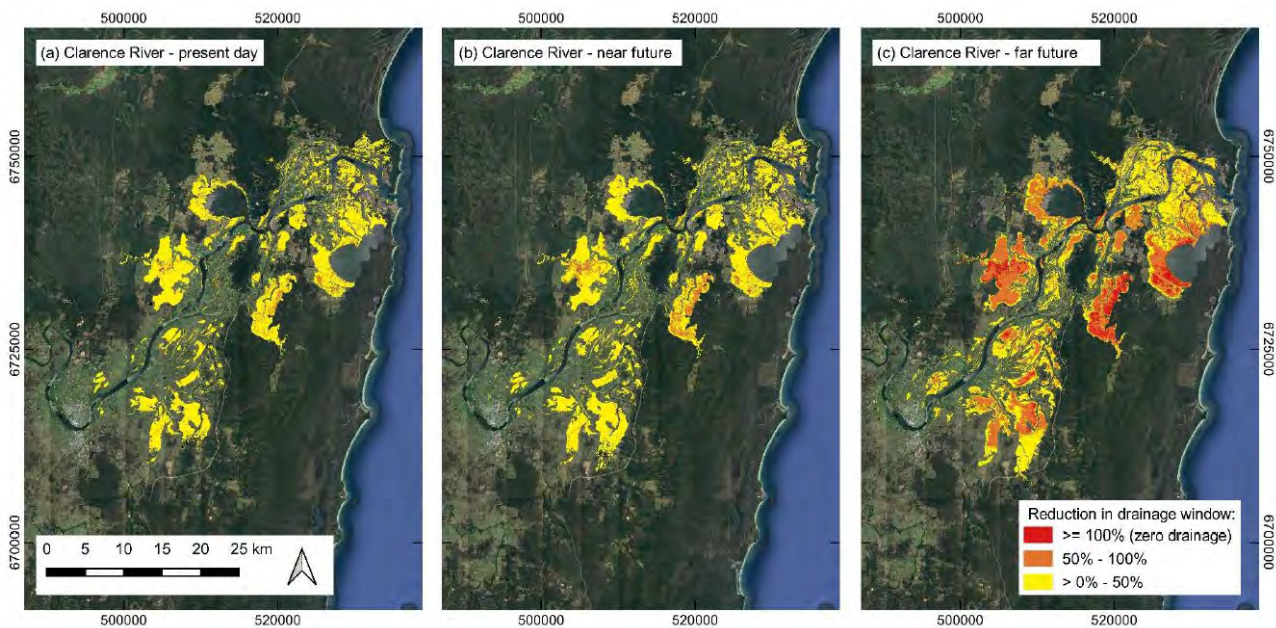 500000 520000 500000 520000 500000 520000
(a) Clarence River - present day (b) Clarence River - near future (c) Clarence River - far future
6750000 6750000
6725000 6725000
6700000 6700000
Reduction in drainage window:
>= 100% (zero drainage)
50% - 100%
> 0% - 50%
0 5 10 15 20 25 km
500000 520000 500000 520000 500000 520000